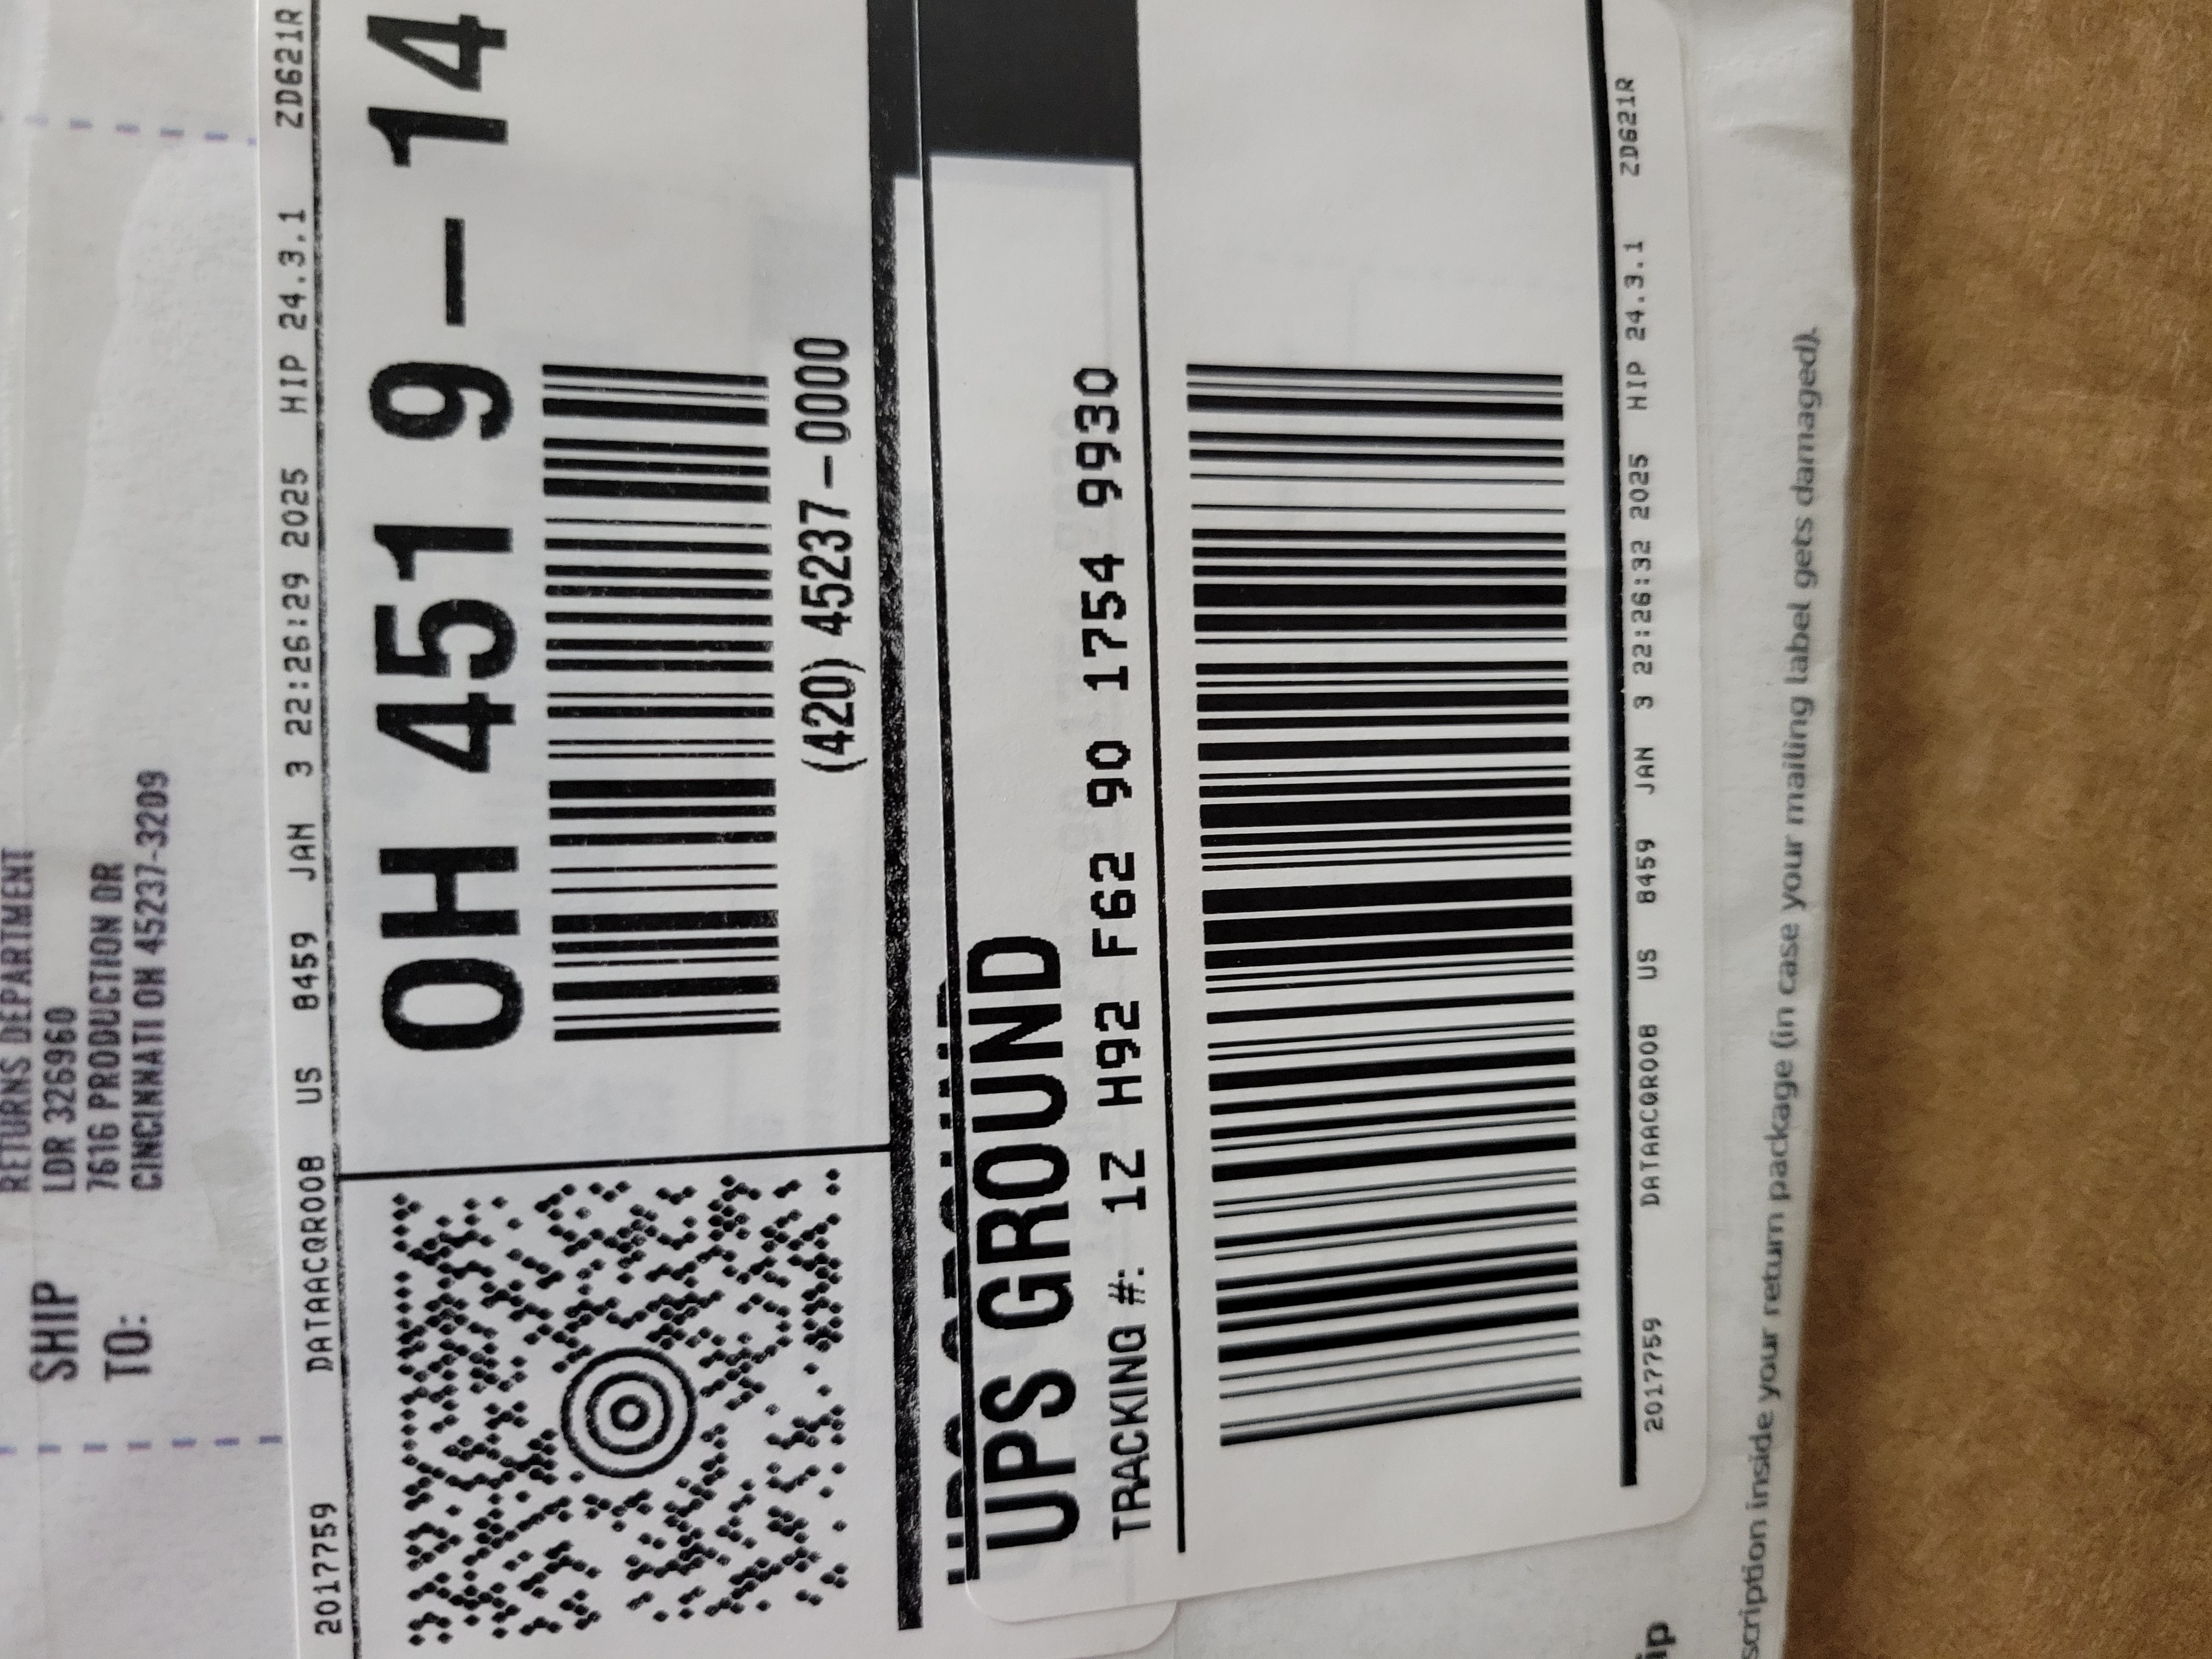 RETURNS DEPARTMENT
SHIP
TO:
LDR 326960
7616 PRODUCTION DR
CINCINNATI OH 45237-3209
2017759 DATAACQR00B US 8459 JAN 3 22:26:29 2025 HIP 24.3.1 ZD621R
OH 451 9-14
(420) 45237-0000
UPS GROUND
TRACKING #: 1Z H92 F62 90 1754 9930
2017759 DATAACQR00B US 8459 JAN 3 22:26:32 2025 HIP 24.3.1 ZD621R
ip
scription inside your return package (in case your mailing label gets damaged).